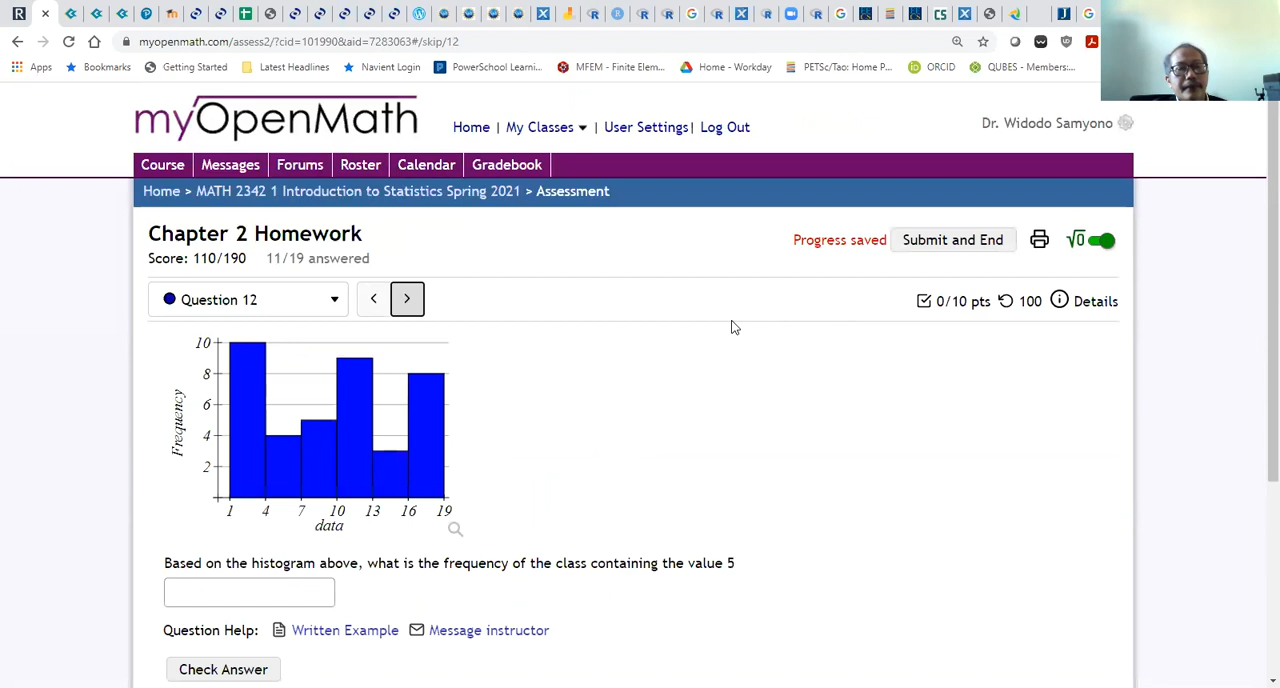 myopenmath.com/assess2/?cid=101990&aid=7283063#/skip/12
Apps Bookmarks Getting Started Latest Headlines Navient Login Powerschool Learni... MFEM - Finite Elem... Home - Workday PETSc/Tao: Home P... ORCID QUBES - Members:...
myOpenMath
Home | My Classes | User Settings | Log Out
Dr. Widodo Samyono
Course Messages Forums Roster Calendar Gradebook
Home > MATH 2342 1 Introduction to Statistics Spring 2021 > Assessment
Chapter 2 Homework
Progress saved Submit and End √0
Score: 110/190 11/19 answered
Question 12 < > 0/10 pts 100 Details
10
8
6
4
2
Frequency
1 4 7 10 13 16 19
data
Based on the histogram above, what is the frequency of the class containing the value 5
Question Help: Written Example Message instructor
Check Answer